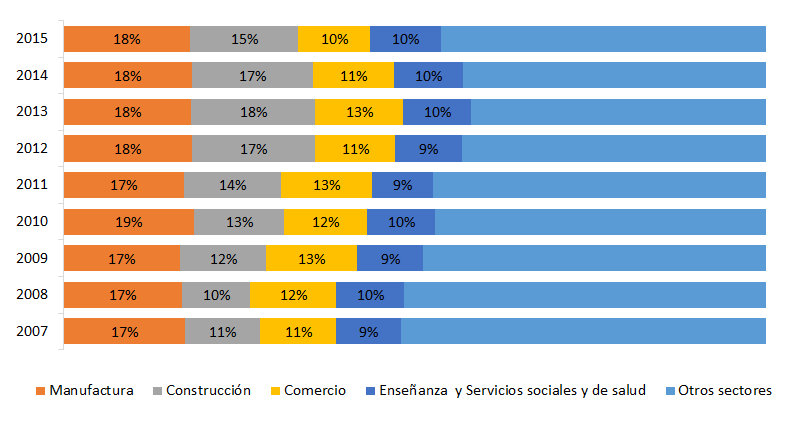 2015 18% 15% 10% 10%
2014 18% 17% 11% 10%
2013 18% 18% 13% 10%
2012 18% 17% 11% 9%
2011 17% 14% 13% 9%
2010 19% 13% 12% 10%
2009 17% 12% 13% 9%
2008 17% 10% 12% 10%
2007 17% 11% 11% 9%
Manufactura Construcción Comercio Enseñanza y Servicios sociales y de salud Otros sectores